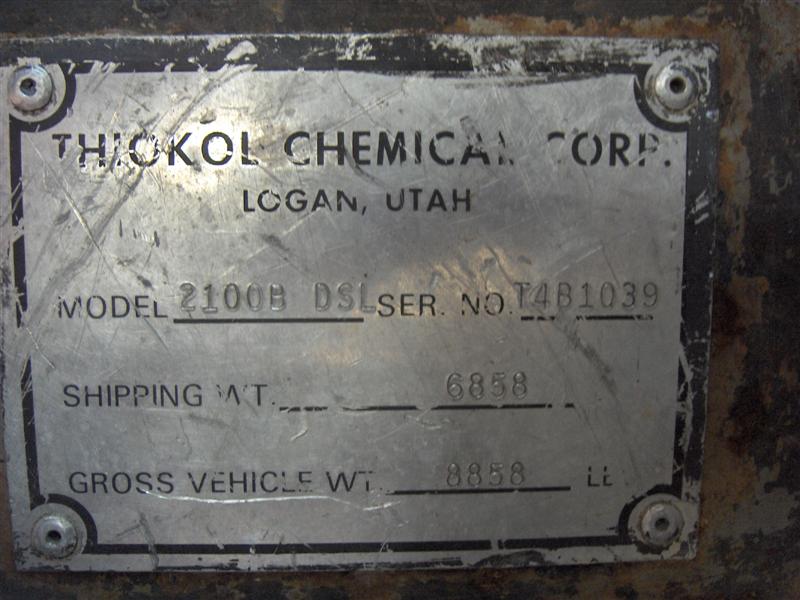 THIOKOL CHEMICAL CORP.
LOGAN, UTAH
MODEL 2100B DSL SER. NO. T4B1039
SHIPPING WT. 6858
GROSS VEHICLE WT. 8858